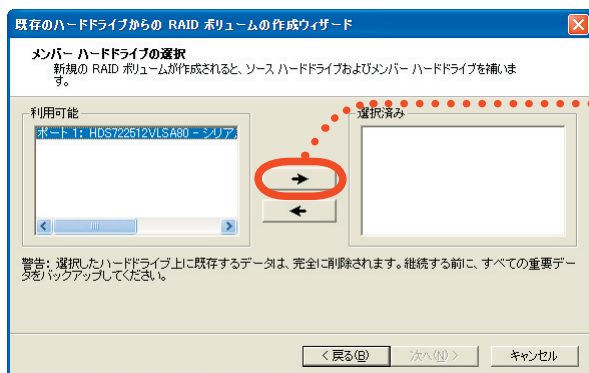 既存のハードドライブからの RAID ボリュームの作成ウィザード
メンバー ハードドライブの選択
新規の RAID ボリュームが作成されると、ソース ハードドライブおよびメンバー ハードドライブを補いま
す。
利用可能
選択済み
ポート 1: HDS722512VLSA80 - シリア
警告: 選択したハードドライブ上に既存するデータは、完全に削除されます。継続する前に、すべての重要デー
タをバックアップしてください。
< 戻る(B)
次へ(N) >
キャンセル